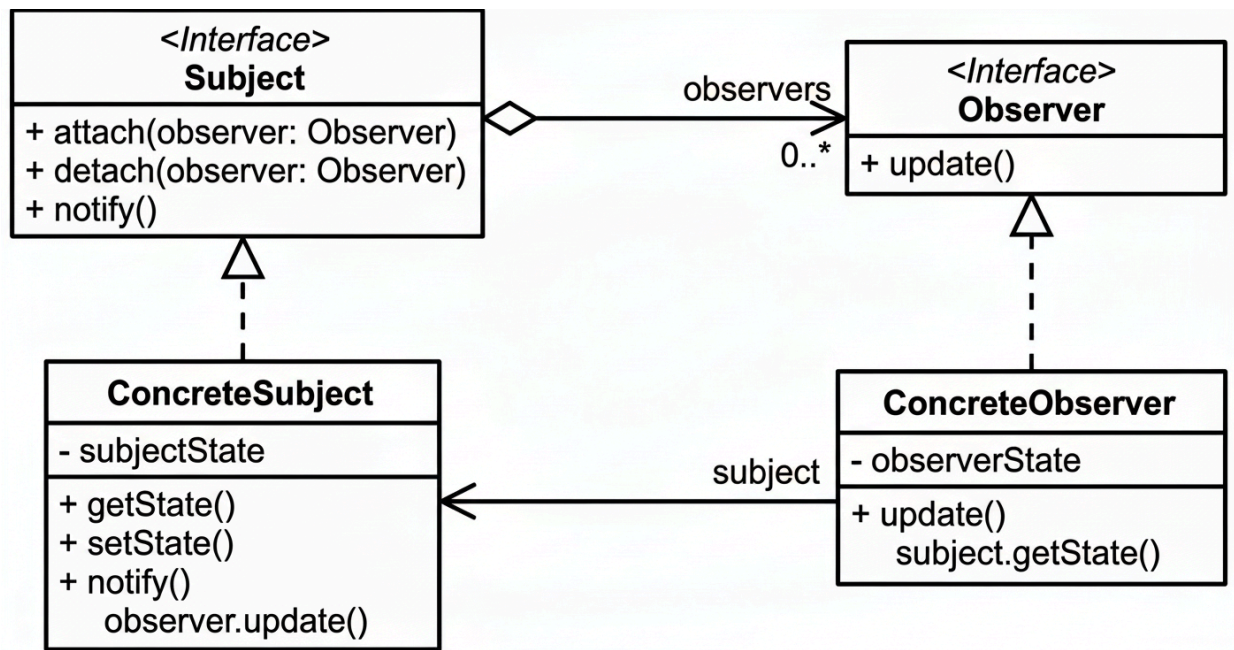 <Interface>
Subject
+ attach(observer: Observer)
+ detach(observer: Observer)
+ notify()
observers
0..*
<Interface>
Observer
+ update()
ConcreteSubject
- subjectState
+ getState()
+ setState()
+ notify()
observer.update()
subject
ConcreteObserver
- observerState
+ update()
subject.getState()